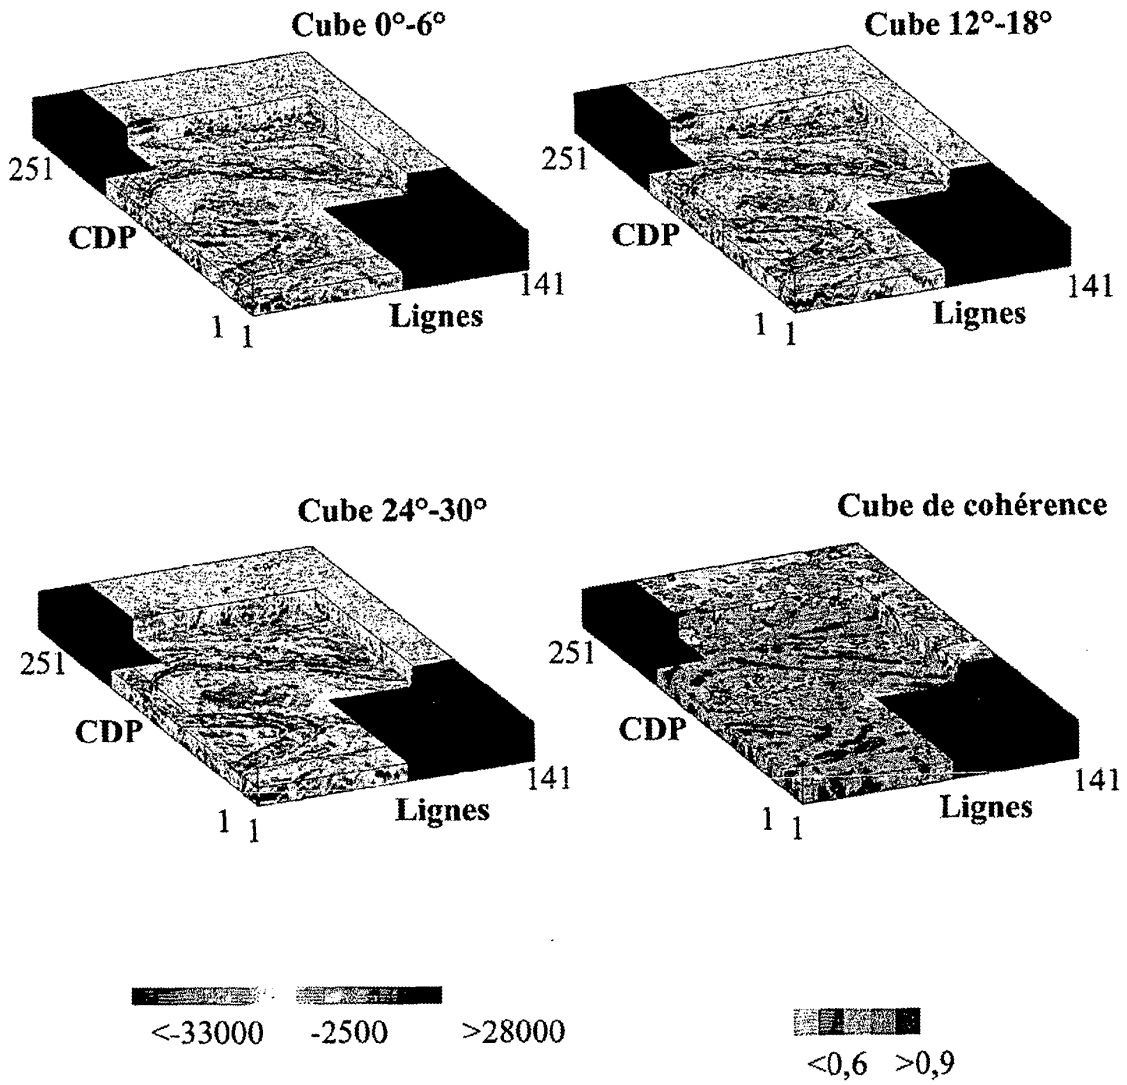 Cube 0°-6°
Cube 12°-18°
251
CDP
1
1
Lignes
141
251
CDP
1
1
Lignes
141
Cube 24°-30°
Cube de cohérence
251
CDP
1
1
Lignes
141
251
CDP
1
1
Lignes
141
<-33000 -2500 >28000
<0,6 >0,9